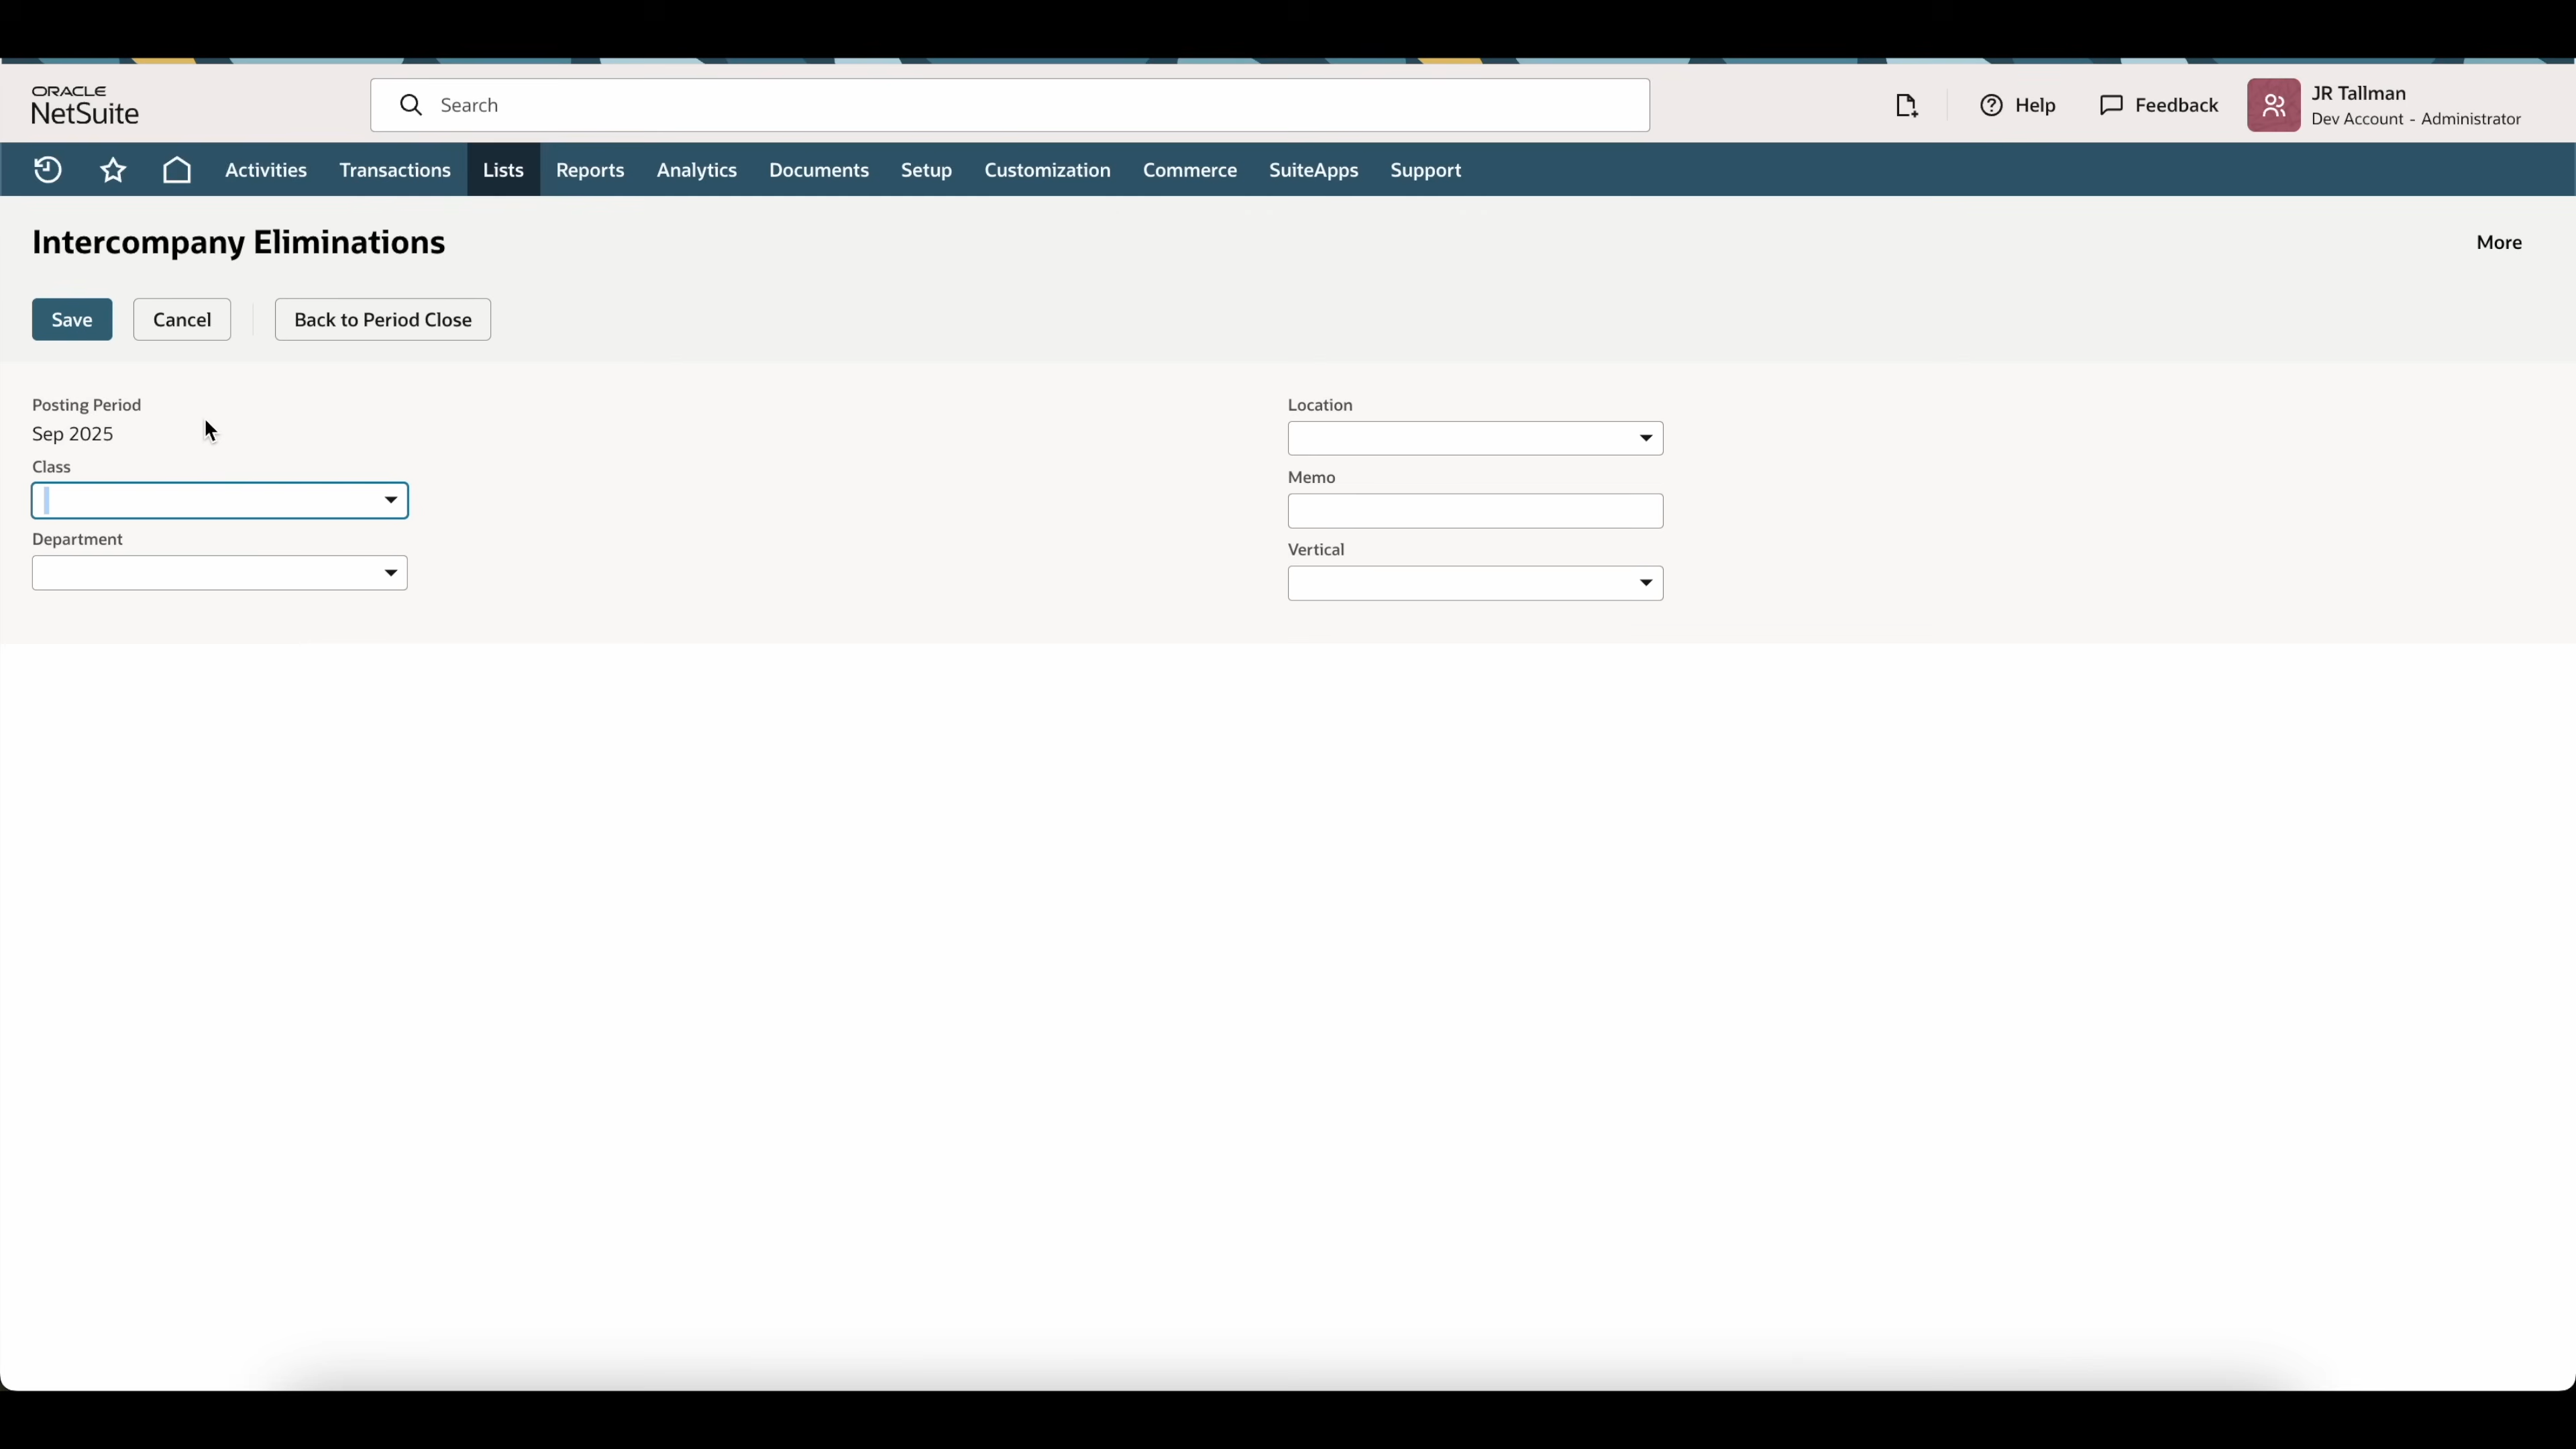 ORACLE
NetSuite
Search
Help
Feedback
JR Tallman
Dev Account - Administrator
Activities
Transactions
Lists
Reports
Analytics
Documents
Setup
Customization
Commerce
SuiteApps
Support
Intercompany Eliminations
More
Save
Cancel
Back to Period Close
Posting Period
Sep 2025
Class
Department
Location
Memo
Vertical